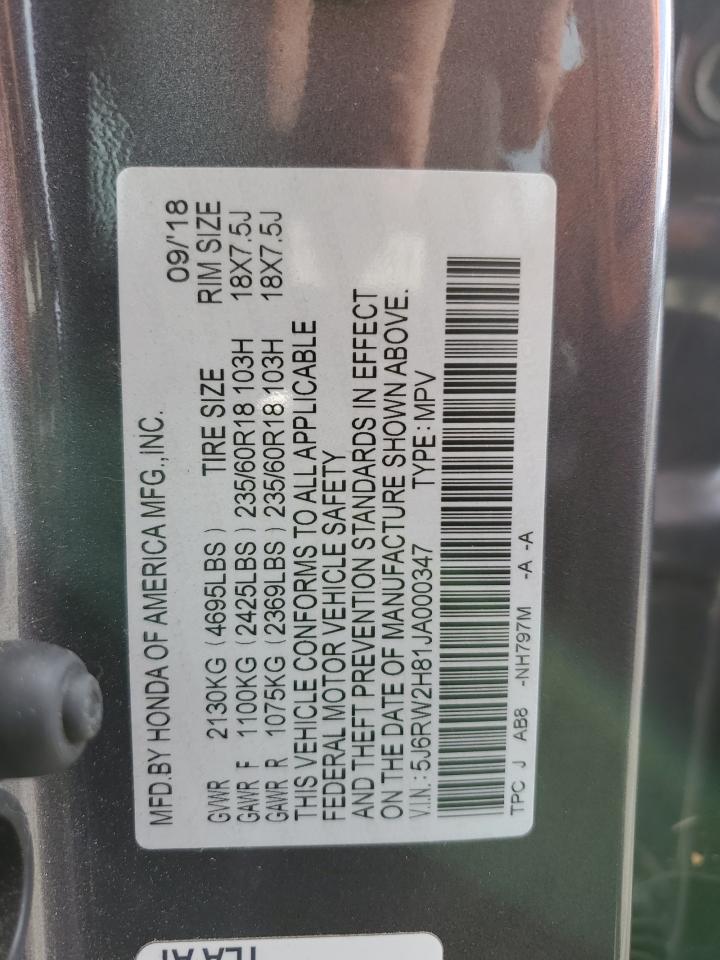 MFD.BY HONDA OF AMERICA MFG.,INC. 09/'18
GVWR 2130KG (4695LBS) TIRE SIZE RIM SIZE
GAWR F 1100KG (2425LBS) 235/60R18 103H 18X7.5J
GAWR R 1075KG (2369LBS) 235/60R18 103H 18X7.5J
THIS VEHICLE CONFORMS TO ALL APPLICABLE
FEDERAL MOTOR VEHICLE SAFETY
AND THEFT PREVENTION STANDARDS IN EFFECT
ON THE DATE OF MANUFACTURE SHOWN ABOVE.
V.I.N.:5J6RW2H81JA000347 TYPE:MPV
TPC J AB8 -NH797M -A -A